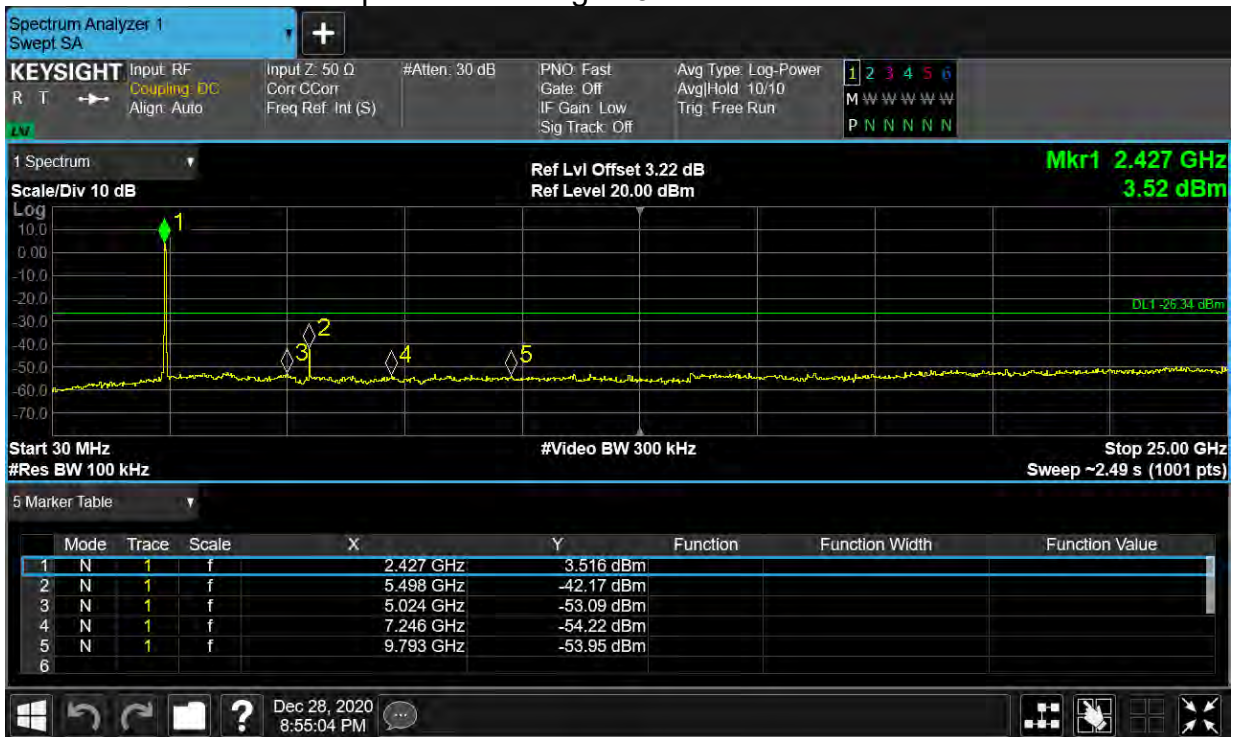 Spectrum Analyzer 1
Swept SA
+
KEYSIGHT
R T
LXI
Input: RF
Coupling: DC
Align: Auto
Input Z: 50 Ω
Corr CCorr
Freq Ref: Int (S)
#Atten: 30 dB
PNO: Fast
Gate: Off
IF Gain: Low
Sig Track: Off
Avg Type: Log-Power
Avg|Hold: 10/10
Trig: Free Run
1 2 3 4 5 6
M W W W W W
P N N N N N
1 Spectrum
Scale/Div 10 dB
Ref Lvl Offset 3.22 dB
Ref Level 20.00 dBm
Mkr1 2.427 GHz
3.52 dBm
Log
10.0
0.00
-10.0
-20.0
-30.0
-40.0
-50.0
-60.0
-70.0
1
2
3
4
5
DL1 -26.34 dBm
Start 30 MHz
#Res BW 100 kHz
#Video BW 300 kHz
Stop 25.00 GHz
Sweep ~2.49 s (1001 pts)
5 Marker Table
Mode Trace Scale X Y Function Function Width Function Value
1 N 1 f 2.427 GHz 3.516 dBm
2 N 1 f 5.498 GHz -42.17 dBm
3 N 1 f 5.024 GHz -53.09 dBm
4 N 1 f 7.246 GHz -54.22 dBm
5 N 1 f 9.793 GHz -53.95 dBm
6
?
Dec 28, 2020
8:55:04 PM